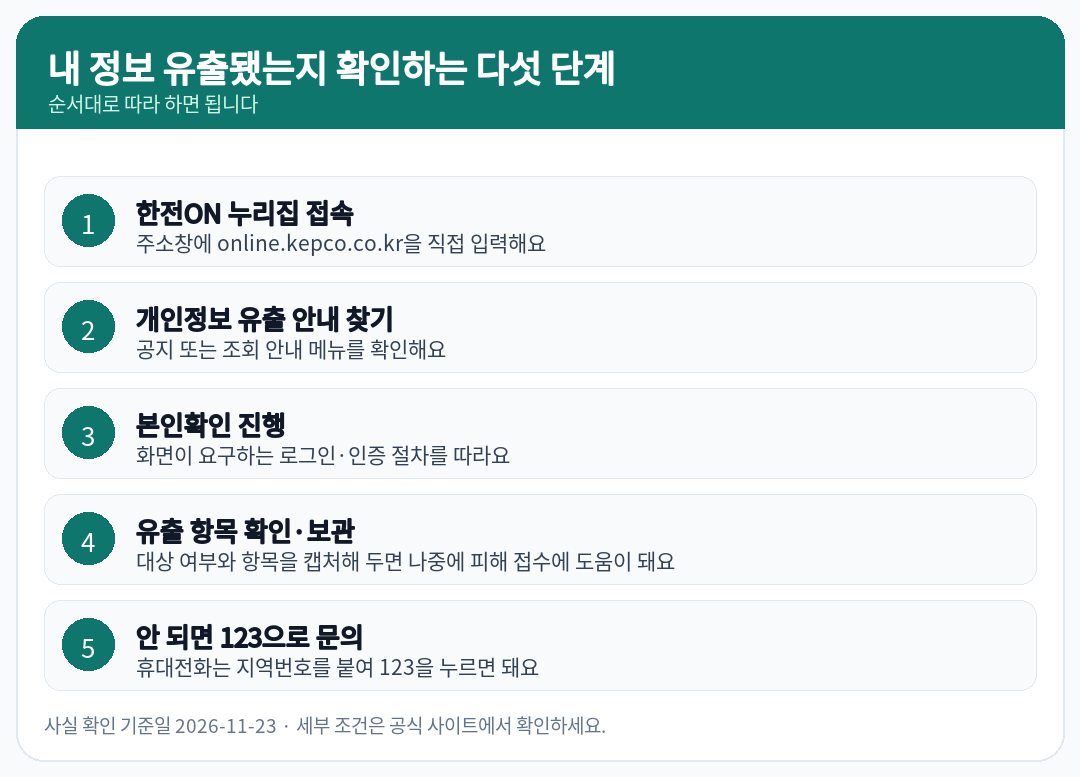 내 정보 유출됐는지 확인하는 다섯 단계
순서대로 따라 하면 됩니다
1
한전ON 누리집 접속
주소창에 online.kepco.co.kr을 직접 입력해요
2
개인정보 유출 안내 찾기
공지 또는 조회 안내 메뉴를 확인해요
3
본인확인 진행
화면이 요구하는 로그인·인증 절차를 따라요
4
유출 항목 확인·보관
대상 여부와 항목을 캡처해 두면 나중에 피해 접수에 도움이 돼요
5
안 되면 123으로 문의
휴대전화는 지역번호를 붙여 123을 누르면 돼요
사실 확인 기준일 2026-11-23 · 세부 조건은 공식 사이트에서 확인하세요.